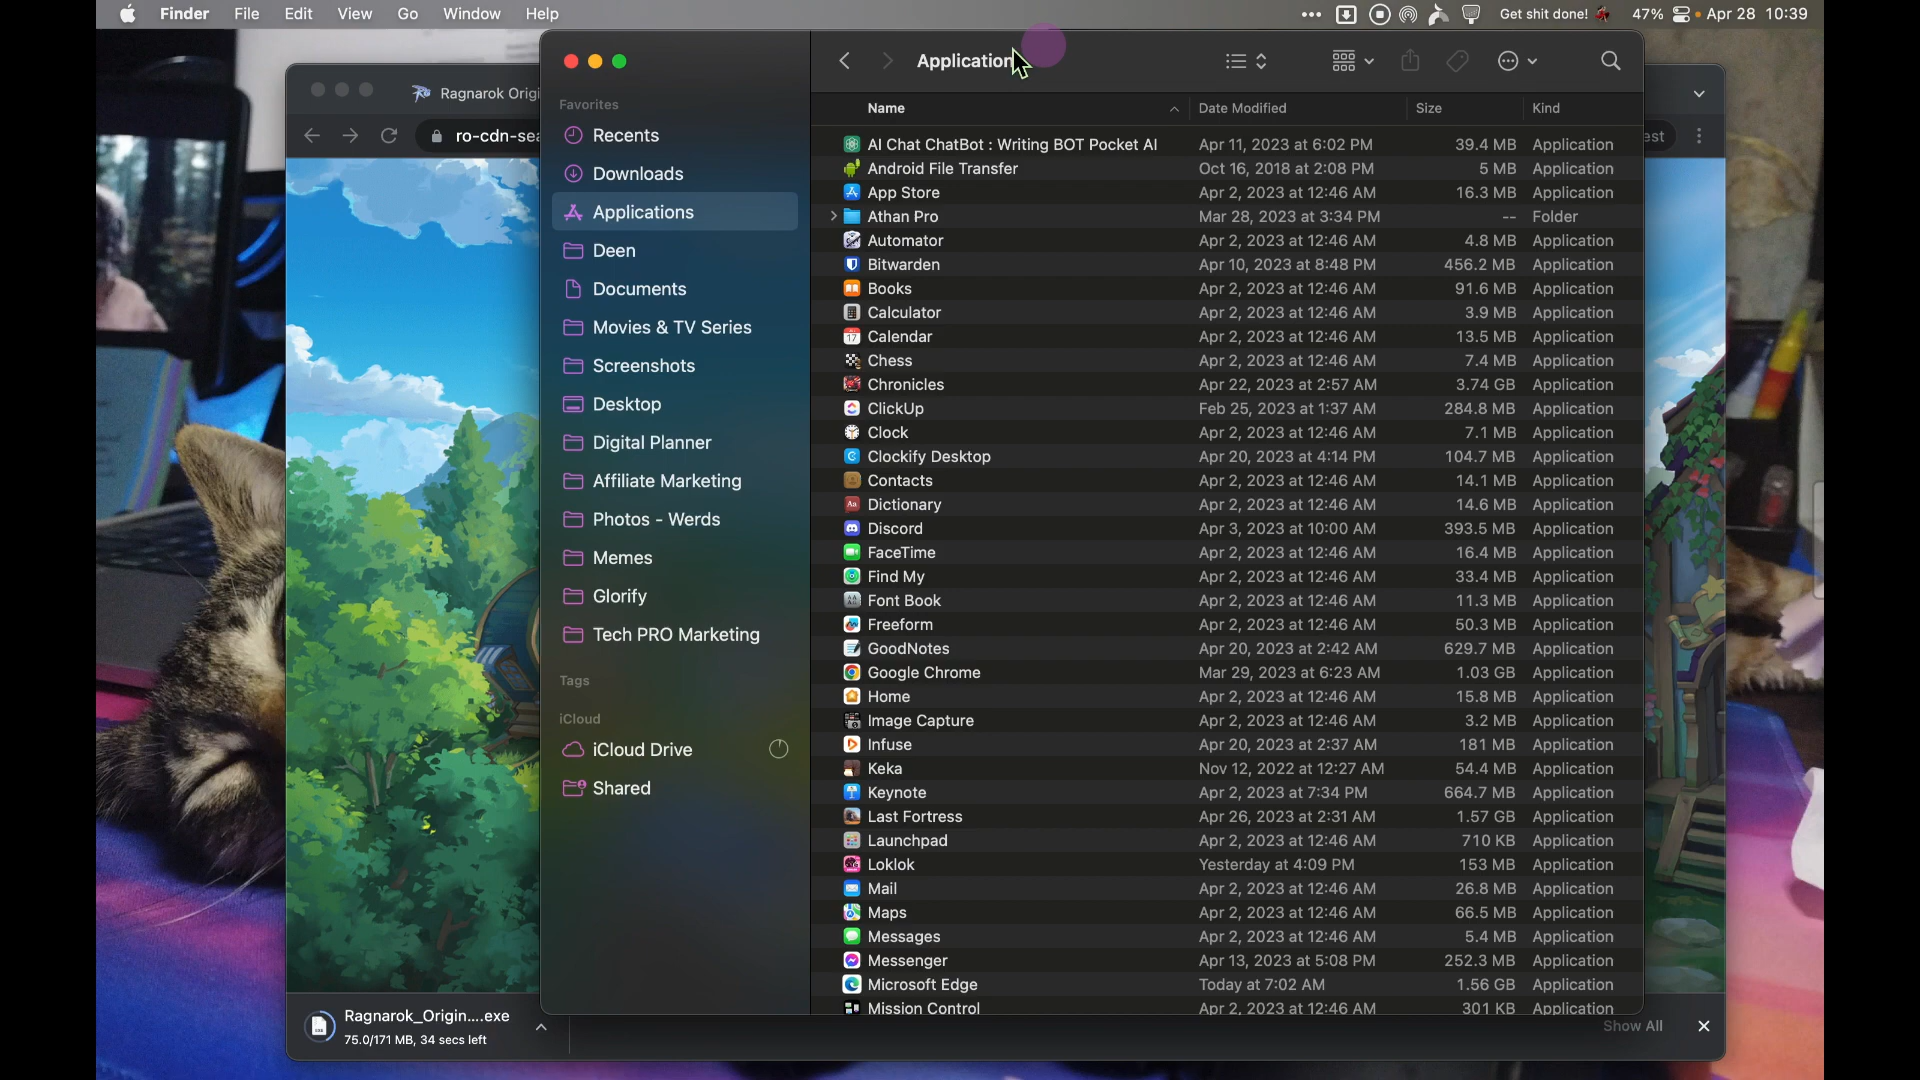 Finder File Edit View Go Window Help
Get shit done! 47% Apr 28 10:39
Ragnarok Origi
ro-cdn-sea
est
Favorites
Recents
Downloads
Applications
Deen
Documents
Movies & TV Series
Screenshots
Desktop
Digital Planner
Affiliate Marketing
Photos - Werds
Memes
Glorify
Tech PRO Marketing
Tags
iCloud
iCloud Drive
Shared
Application
Name Date Modified Size Kind
AI Chat ChatBot : Writing BOT Pocket AI Apr 11, 2023 at 6:02 PM 39.4 MB Application
Android File Transfer Oct 16, 2018 at 2:08 PM 5 MB Application
App Store Apr 2, 2023 at 12:46 AM 16.3 MB Application
Athan Pro Mar 28, 2023 at 3:34 PM -- Folder
Automator Apr 2, 2023 at 12:46 AM 4.8 MB Application
Bitwarden Apr 10, 2023 at 8:48 PM 456.2 MB Application
Books Apr 2, 2023 at 12:46 AM 91.6 MB Application
Calculator Apr 2, 2023 at 12:46 AM 3.9 MB Application
Calendar Apr 2, 2023 at 12:46 AM 13.5 MB Application
Chess Apr 2, 2023 at 12:46 AM 7.4 MB Application
Chronicles Apr 22, 2023 at 2:57 AM 3.74 GB Application
ClickUp Feb 25, 2023 at 1:37 AM 284.8 MB Application
Clock Apr 2, 2023 at 12:46 AM 7.1 MB Application
Clockify Desktop Apr 20, 2023 at 4:14 PM 104.7 MB Application
Contacts Apr 2, 2023 at 12:46 AM 14.1 MB Application
Dictionary Apr 2, 2023 at 12:46 AM 14.6 MB Application
Discord Apr 3, 2023 at 10:00 AM 393.5 MB Application
FaceTime Apr 2, 2023 at 12:46 AM 16.4 MB Application
Find My Apr 2, 2023 at 12:46 AM 33.4 MB Application
Font Book Apr 2, 2023 at 12:46 AM 11.3 MB Application
Freeform Apr 2, 2023 at 12:46 AM 50.3 MB Application
GoodNotes Apr 20, 2023 at 2:42 AM 629.7 MB Application
Google Chrome Mar 29, 2023 at 6:23 AM 1.03 GB Application
Home Apr 2, 2023 at 12:46 AM 15.8 MB Application
Image Capture Apr 2, 2023 at 12:46 AM 3.2 MB Application
Infuse Apr 20, 2023 at 2:37 AM 181 MB Application
Keka Nov 12, 2022 at 12:27 AM 54.4 MB Application
Keynote Apr 2, 2023 at 7:34 PM 664.7 MB Application
Last Fortress Apr 26, 2023 at 2:31 AM 1.57 GB Application
Launchpad Apr 2, 2023 at 12:46 AM 710 KB Application
Loklok Yesterday at 4:09 PM 153 MB Application
Mail Apr 2, 2023 at 12:46 AM 26.8 MB Application
Maps Apr 2, 2023 at 12:46 AM 66.5 MB Application
Messages Apr 2, 2023 at 12:46 AM 5.4 MB Application
Messenger Apr 13, 2023 at 5:08 PM 252.3 MB Application
Microsoft Edge Today at 7:02 AM 1.56 GB Application
Mission Control Apr 2, 2023 at 12:46 AM 301 KB Application
Ragnarok_Origin....exe
75.0/171 MB, 34 secs left
Show All